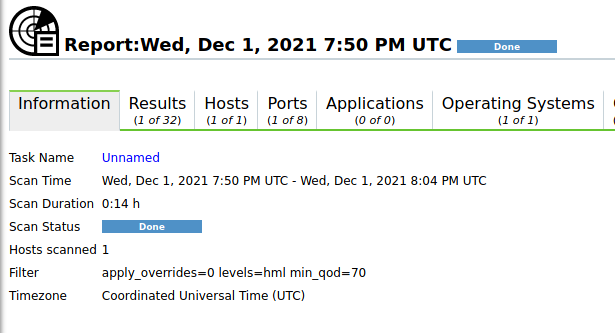 Report:Wed, Dec 1, 2021 7:50 PM UTC Done
Information Results Hosts Ports Applications Operating Systems
(1 of 32) (1 of 1) (1 of 8) (0 of 0) (1 of 1)
Task Name Unnamed
Scan Time Wed, Dec 1, 2021 7:50 PM UTC - Wed, Dec 1, 2021 8:04 PM UTC
Scan Duration 0:14 h
Scan Status Done
Hosts scanned 1
Filter apply_overrides=0 levels=hml min_qod=70
Timezone Coordinated Universal Time (UTC)